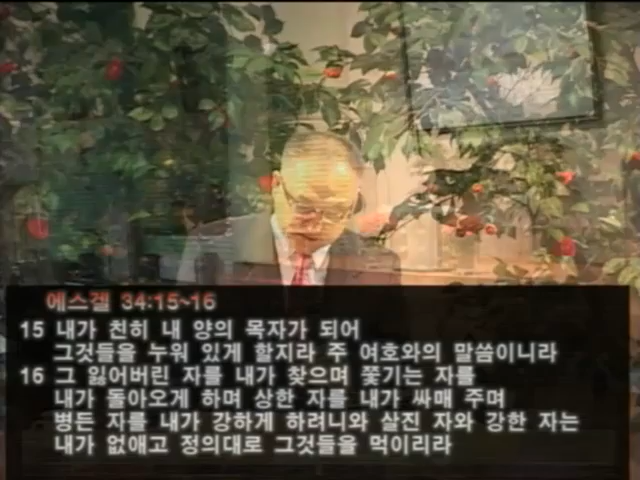 에스겔 34:15~16
15 내가 친히 내 양의 목자가 되어
그것들을 누워 있게 할지라 주 여호와의 말씀이니라
16 그 잃어버린 자를 내가 찾으며 쫓기는 자를
내가 돌아오게 하며 상한 자를 내가 싸매 주며
병든 자를 내가 강하게 하려니와 살진 자와 강한 자는
내가 없애고 정의대로 그것들을 먹이리라